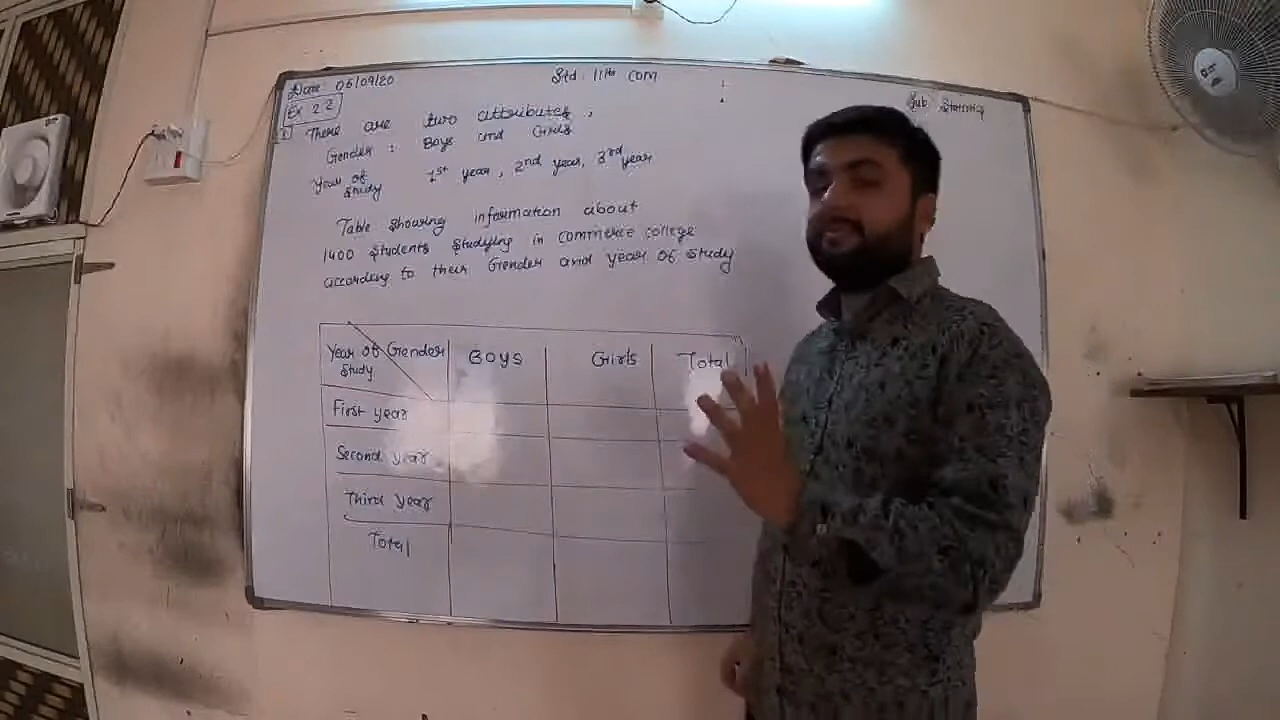 Date: 05/09/20
Std: 11th com
Sub Statistics
Ex 2.2
1 There are two attributes,
Gender: Boys and Girls
Year of Study 1st year, 2nd year, 3rd year
Table showing information about
1400 Students Studying in commerce college
according to their Gender and year of Study
Year of Study Gender Boys Girls Total
First year
Second year
Third year
Total